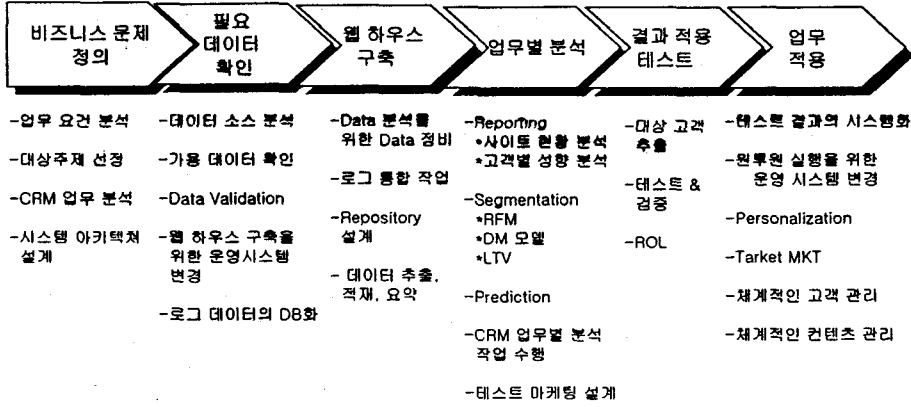 비즈니스 문제
정의
필요
데이터
확인
웹 하우스
구축
업무별 분석
결과 적용
테스트
업무
적용
-업무 요건 분석
-대상주제 선정
-CRM 업무 분석
-시스템 아키텍쳐
설계
-데이터 소스 분석
-가용 데이터 확인
-Data Validation
-웹 하우스 구축을
위한 운영시스템
변경
-로그 데이터의 DB화
-Data 분석를
위한 Data 정비
-로그 통합 작업
-Repository
설계
- 데이터 추출,
적재, 요약
-Reporting
*사이트 현황 분석
*고객별 성향 분석
-Segmentation
*RFM
*DM 모델
*LTV
-Prediction
-CRM 업무별 분석
작업 수행
-테스트 마케팅 설계
-대상 고객
추출
-테스트 &
검증
-ROL
-테스트 결과의 시스템화
-원투원 실행을 위한
운영 시스템 변경
-Personalization
-Tarket MKT
-체계적인 고객 관리
-체계적인 컨텐츠 관리